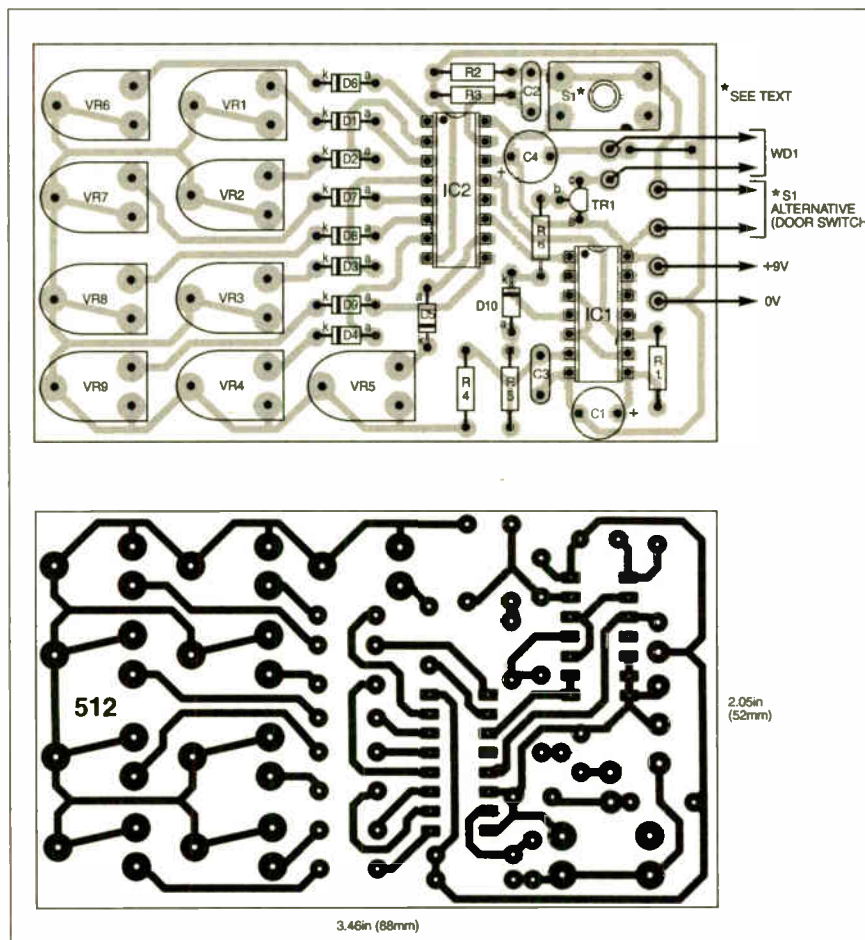 k D6 a
R2
R3
C2
S1*
*SEE TEXT
VR6
VR1
k D1 a
k D2 a
C4
+
WD1
VR7
VR2
k D7 a
IC2
c
b
TR1
e
* S1
ALTERNATIVE
(DOOR SWITCH
k D8 a
R6
VR8
VR3
k D3 a
+9V
k D9 a
a
D5
k
D10
IC1
0V
k D4 a
VR9
VR4
VR5
R4
R5
C3
R1
C1
+
512
2.05in
(52mm)
3.46in (88mm)